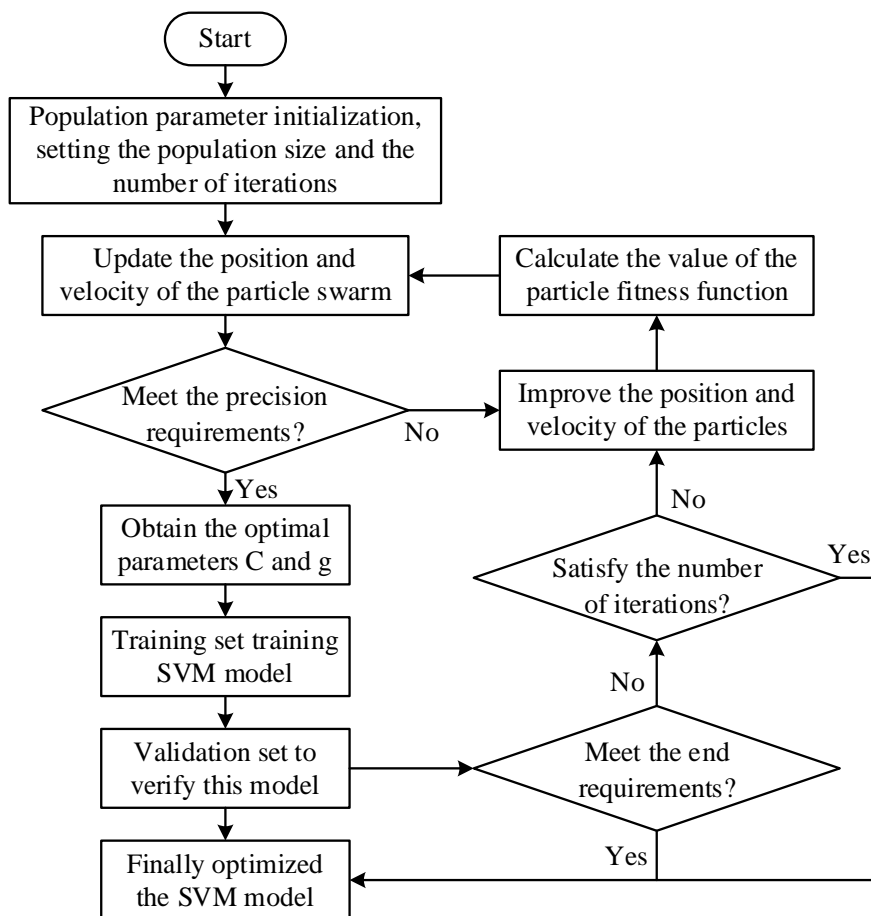 Start
Population parameter initialization,
setting the population size and the
number of iterations
Update the position and
velocity of the particle swarm
Calculate the value of the
particle fitness function
Meet the precision
requirements?
No
Improve the position and
velocity of the particles
Yes
Obtain the optimal
parameters C and g
No
Satisfy the number
of iterations?
Yes
Training set training
SVM model
No
Validation set to
verify this model
Meet the end
requirements?
Yes
Finally optimized
the SVM model